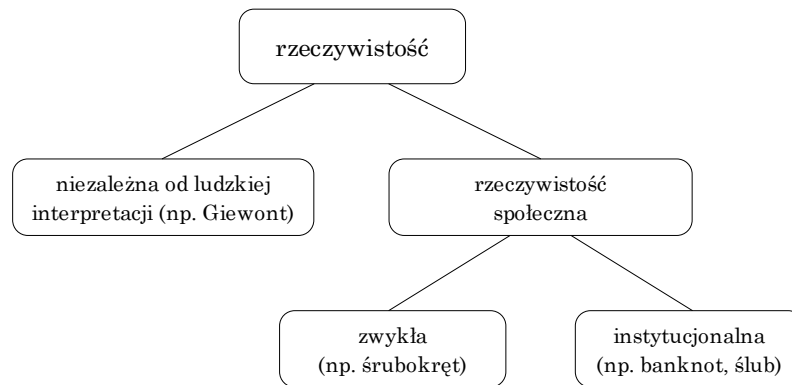 rzeczywistość
niezależna od ludzkiej
interpretacji (np. Giewont)
rzeczywistość
społeczna
zwykła
(np. śrubokręt)
instytucjonalna
(np. banknot, ślub)